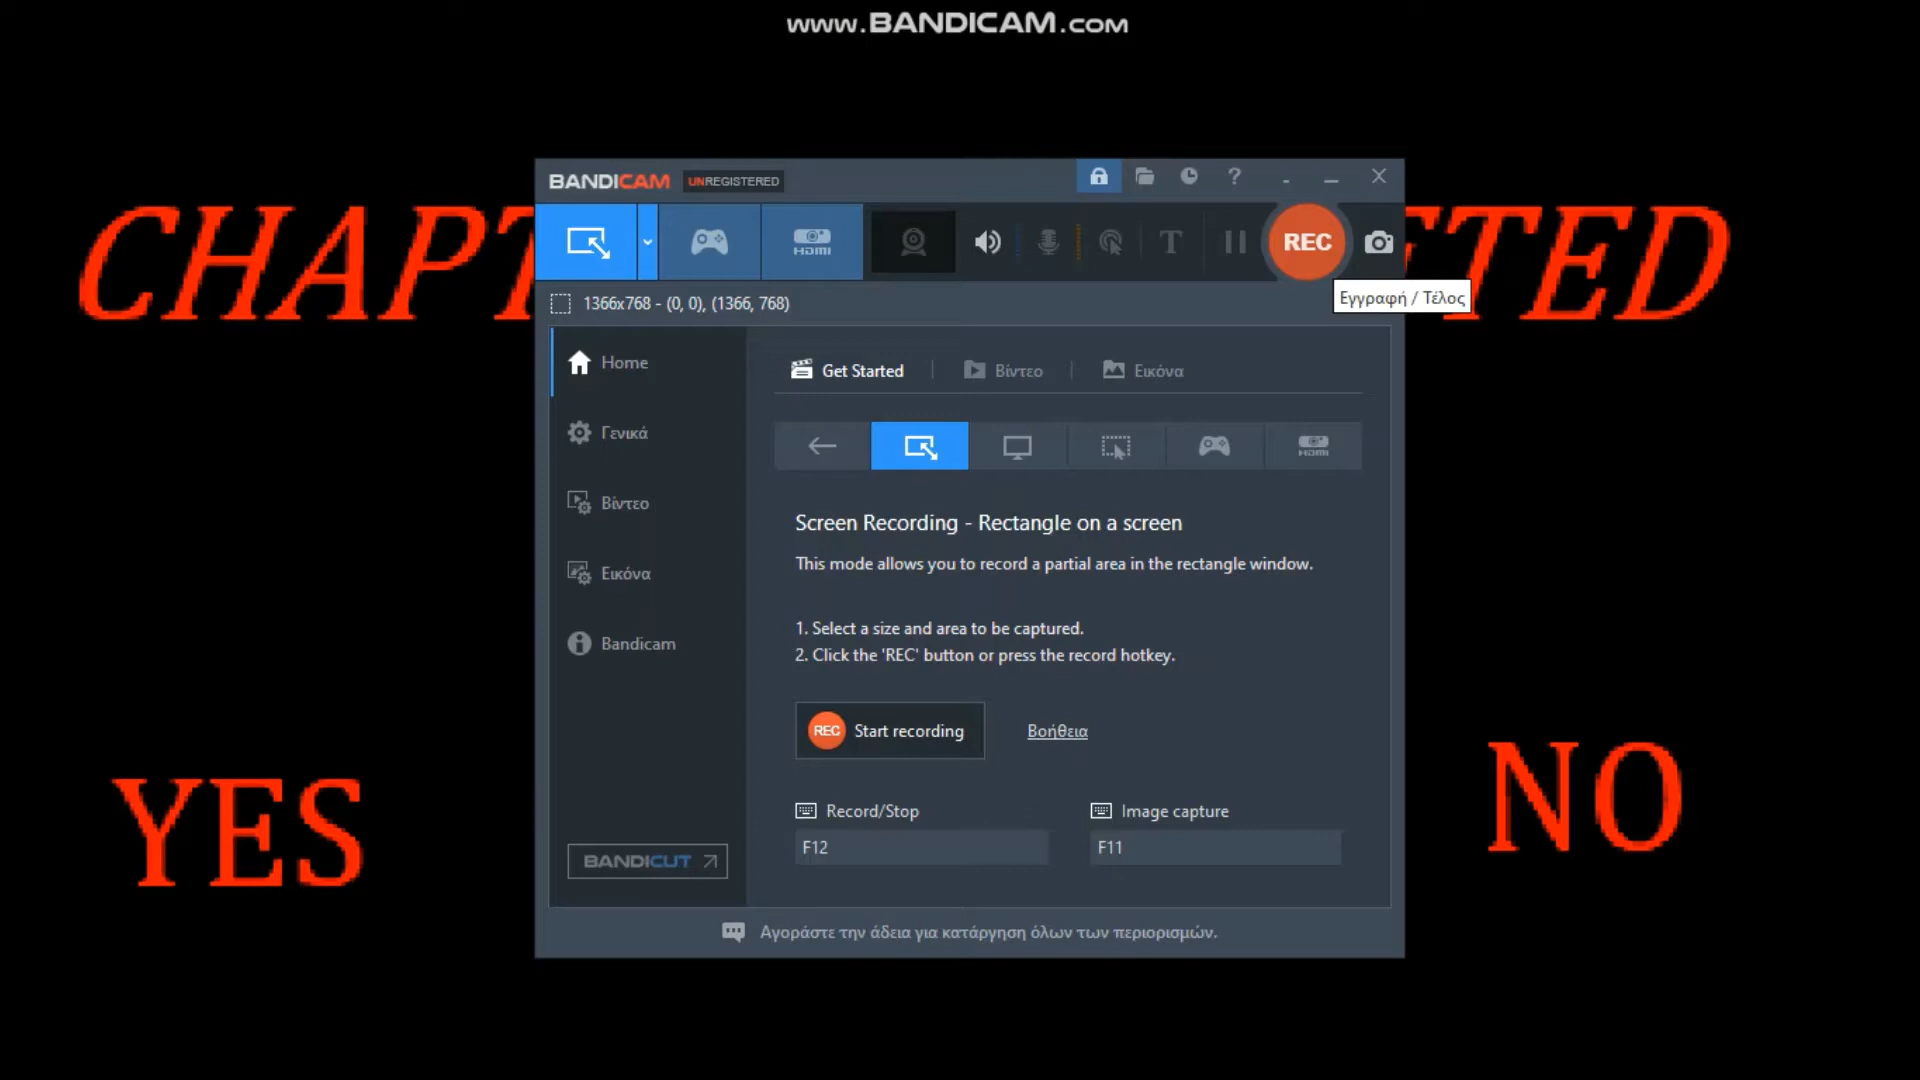 www.BANDICAM.com
BANDICAM UNREGISTERED
HDMI
T
REC
CHAPT
TED
Εγγραφή / Τέλος
1366x768 - (0, 0), (1366, 768)
Home
Γενικά
Βίντεο
Εικόνα
Bandicam
BANDICUT
Get Started
Βίντεο
Εικόνα
HDMI
Screen Recording - Rectangle on a screen
This mode allows you to record a partial area in the rectangle window.
1. Select a size and area to be captured.
2. Click the 'REC' button or press the record hotkey.
REC Start recording
Βοήθεια
Record/Stop
F12
Image capture
F11
Αγοράστε την άδεια για κατάργηση όλων των περιορισμών.
YES
NO